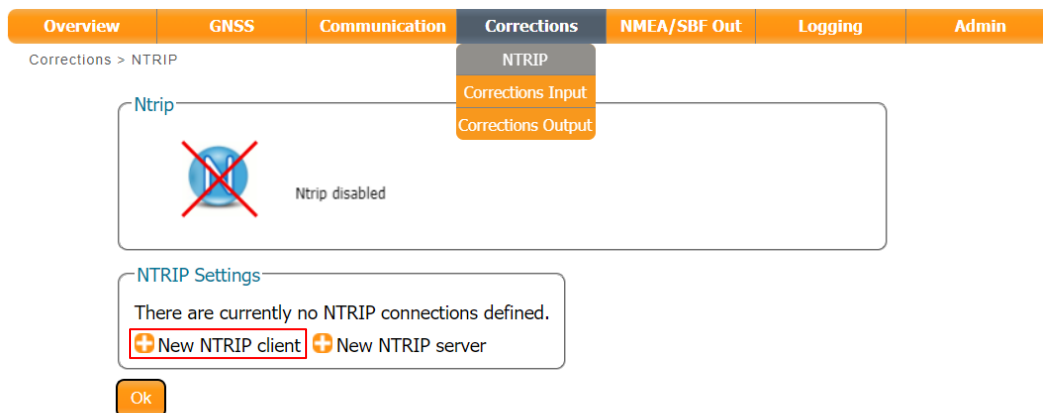 Overview GNSS Communication Corrections NMEA/SBF Out Logging Admin
Corrections > NTRIP
NTRIP
Corrections Input
Corrections Output
Ntrip
N
Ntrip disabled
NTRIP Settings
There are currently no NTRIP connections defined.
New NTRIP client New NTRIP server
Ok